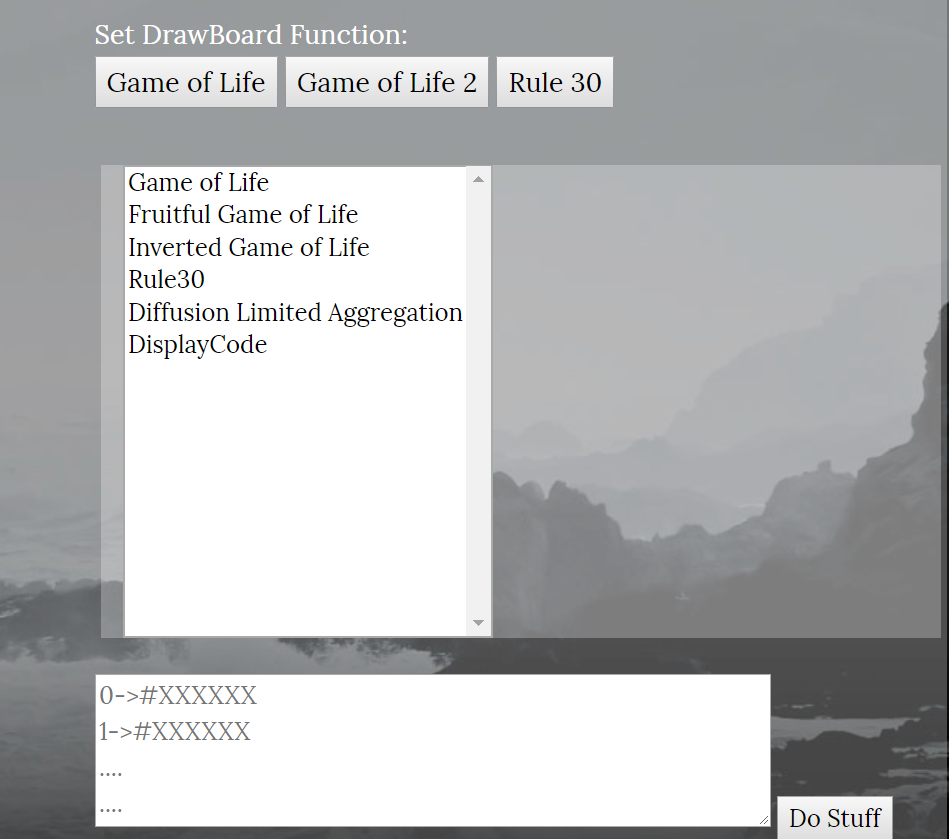 Set DrawBoard Function:
Game of Life Game of Life 2 Rule 30
Game of Life
Fruitful Game of Life
Inverted Game of Life
Rule30
Diffusion Limited Aggregation
DisplayCode
0->#XXXXXX
1->#XXXXXX
....
....
Do Stuff